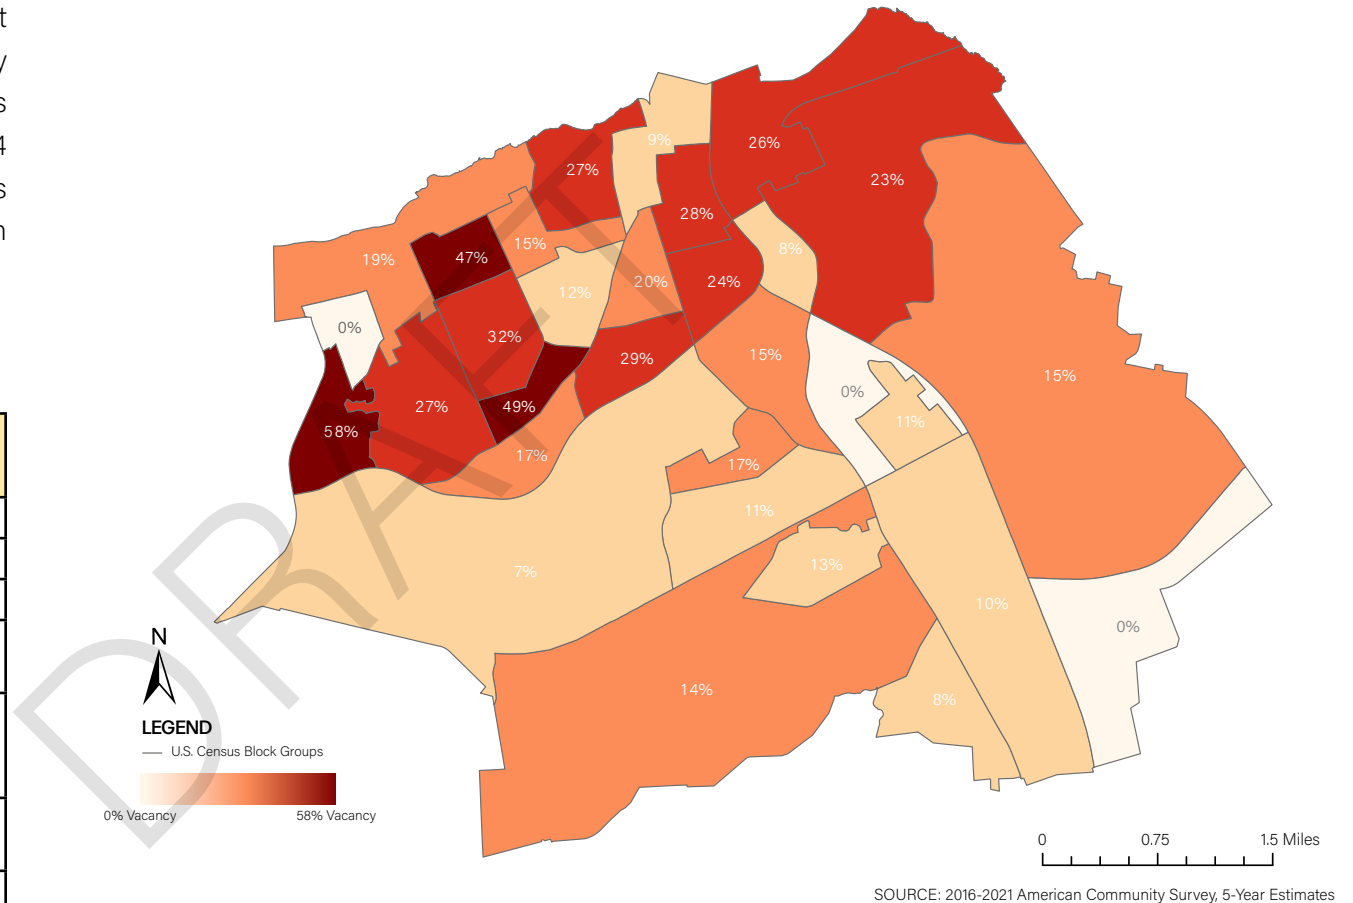 t
y
s
4
s
n
9%
26%
27%
23%
28%
15%
8%
47%
19%
20%
24%
12%
0%
32%
29%
15%
15%
0%
49%
27%
11%
58%
17%
17%
11%
13%
7%
10%
0%
14%
8%
N
LEGEND
U.S. Census Block Groups
0% Vacancy 58% Vacancy
0 0.75 1.5 Miles
SOURCE: 2016-2021 American Community Survey, 5-Year Estimates
DRAFT